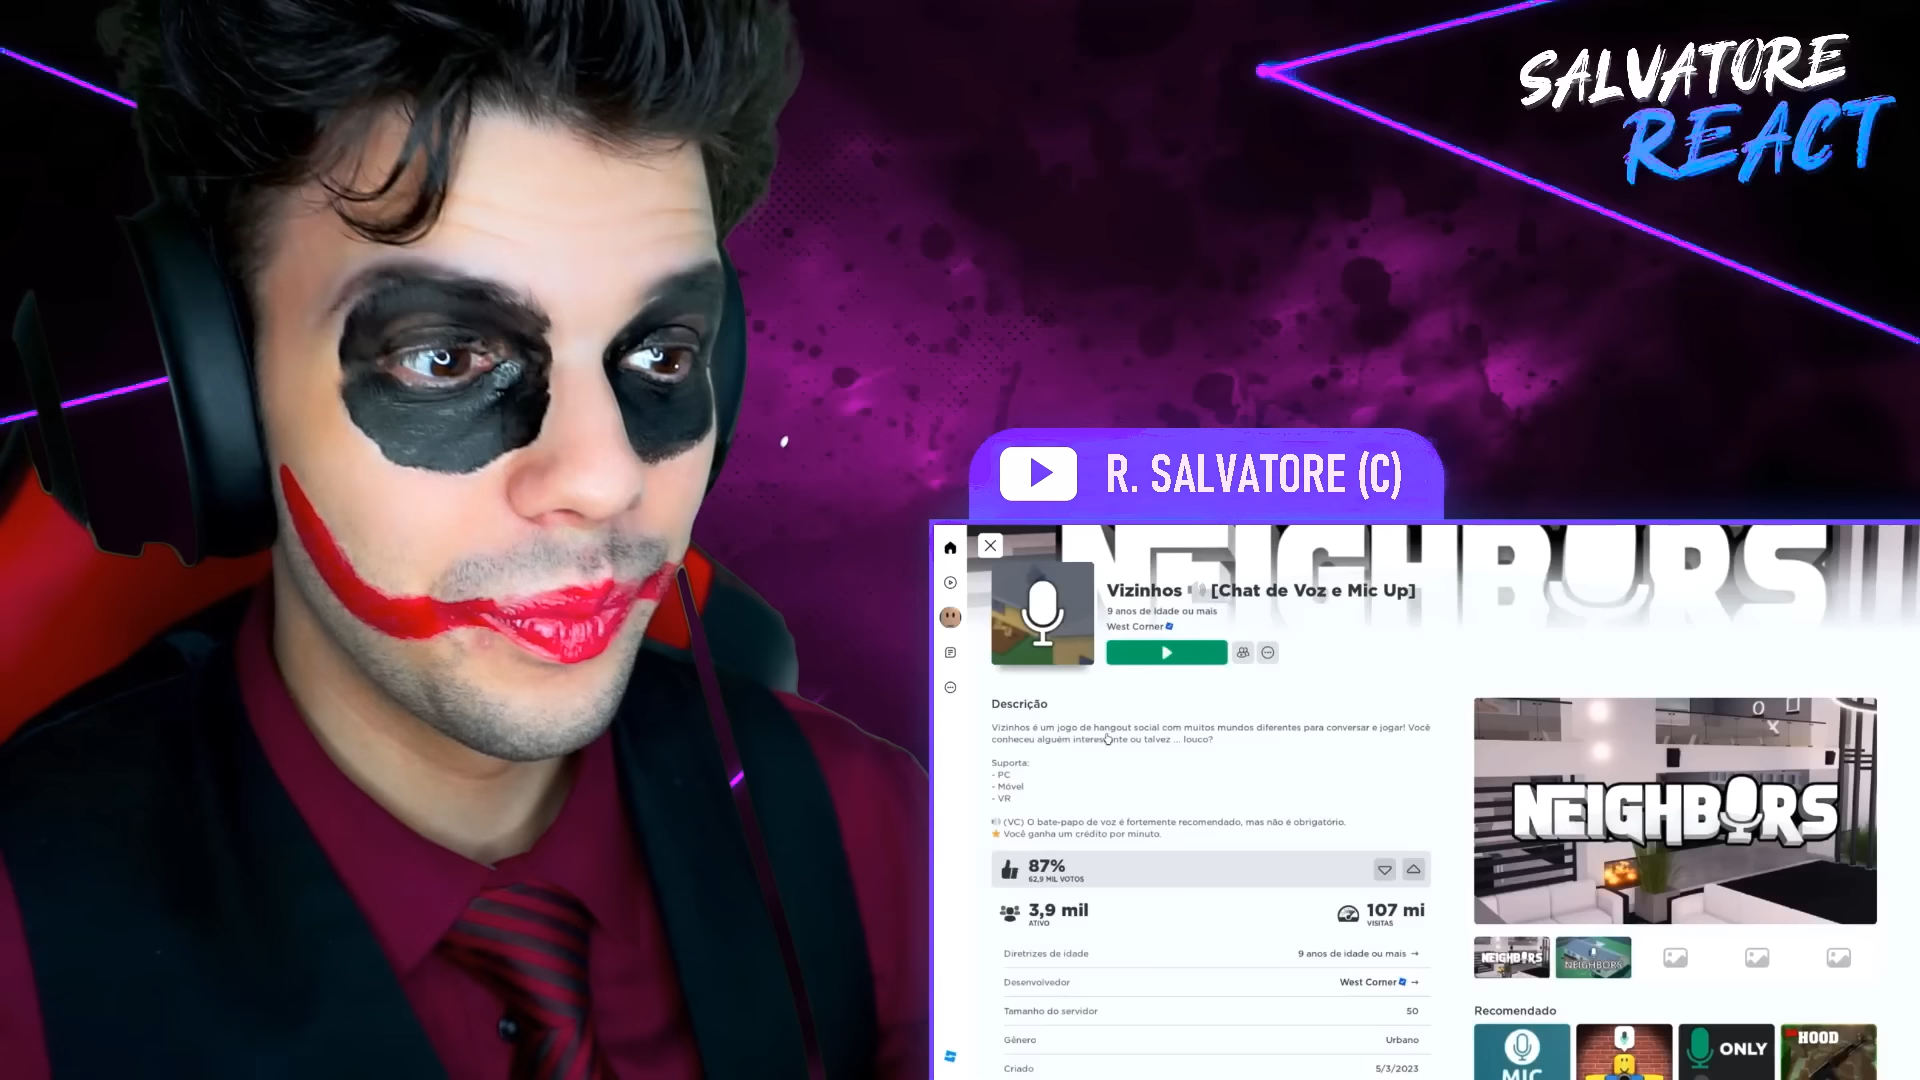 SALVATORE
REACT
R. SALVATORE (C)
NEIGHBORS
Vizinhos 🔊 [Chat de Voz e Mic Up]
9 anos de idade ou mais
West Corner
Descrição
Vizinhos é um jogo de hangout social com muitos mundos diferentes para conversar e jogar! Você
conheceu alguém interessante ou talvez ... louco?
Suporta:
- PC
- Móvel
- VR
🔊 (VC) O bate-papo de voz é fortemente recomendado, mas não é obrigatório.
⭐ Você ganha um crédito por minuto.
87%
62,9 MIL VOTOS
3,9 mil
ATIVO
107 mi
VISITAS
Diretrizes de idade
9 anos de idade ou mais →
Desenvolvedor
West Corner →
Tamanho do servidor
50
Gênero
Urbano
Criado
5/3/2023
NEIGHBORS
NEIGHBORS
NEIGHBORS
Recomendado
MIC
ONLY
HOOD